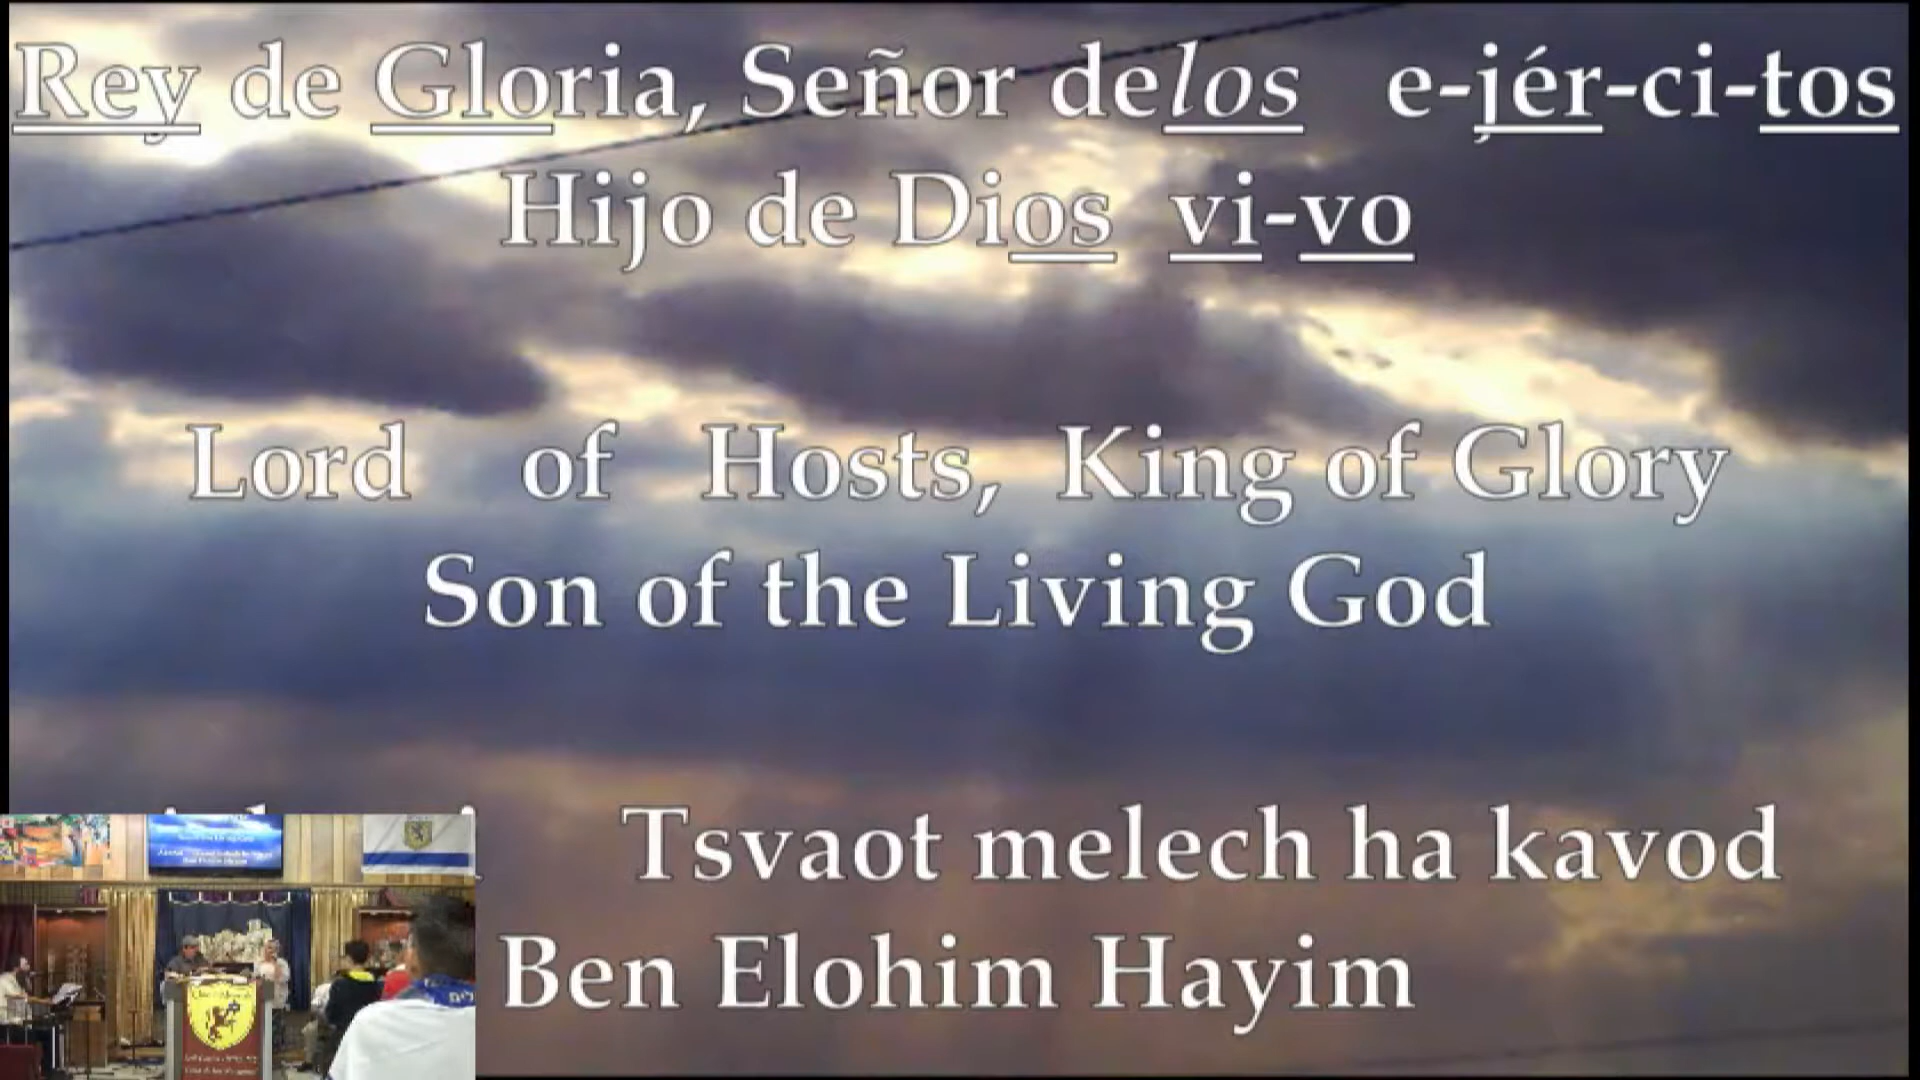 Rey de Gloria, Señor delos e-jér-ci-tos
Hijo de Dios vi-vo
Lord of Hosts, King of Glory
Son of the Living God
Tsvaot melech ha kavod
Ben Elohim Hayim